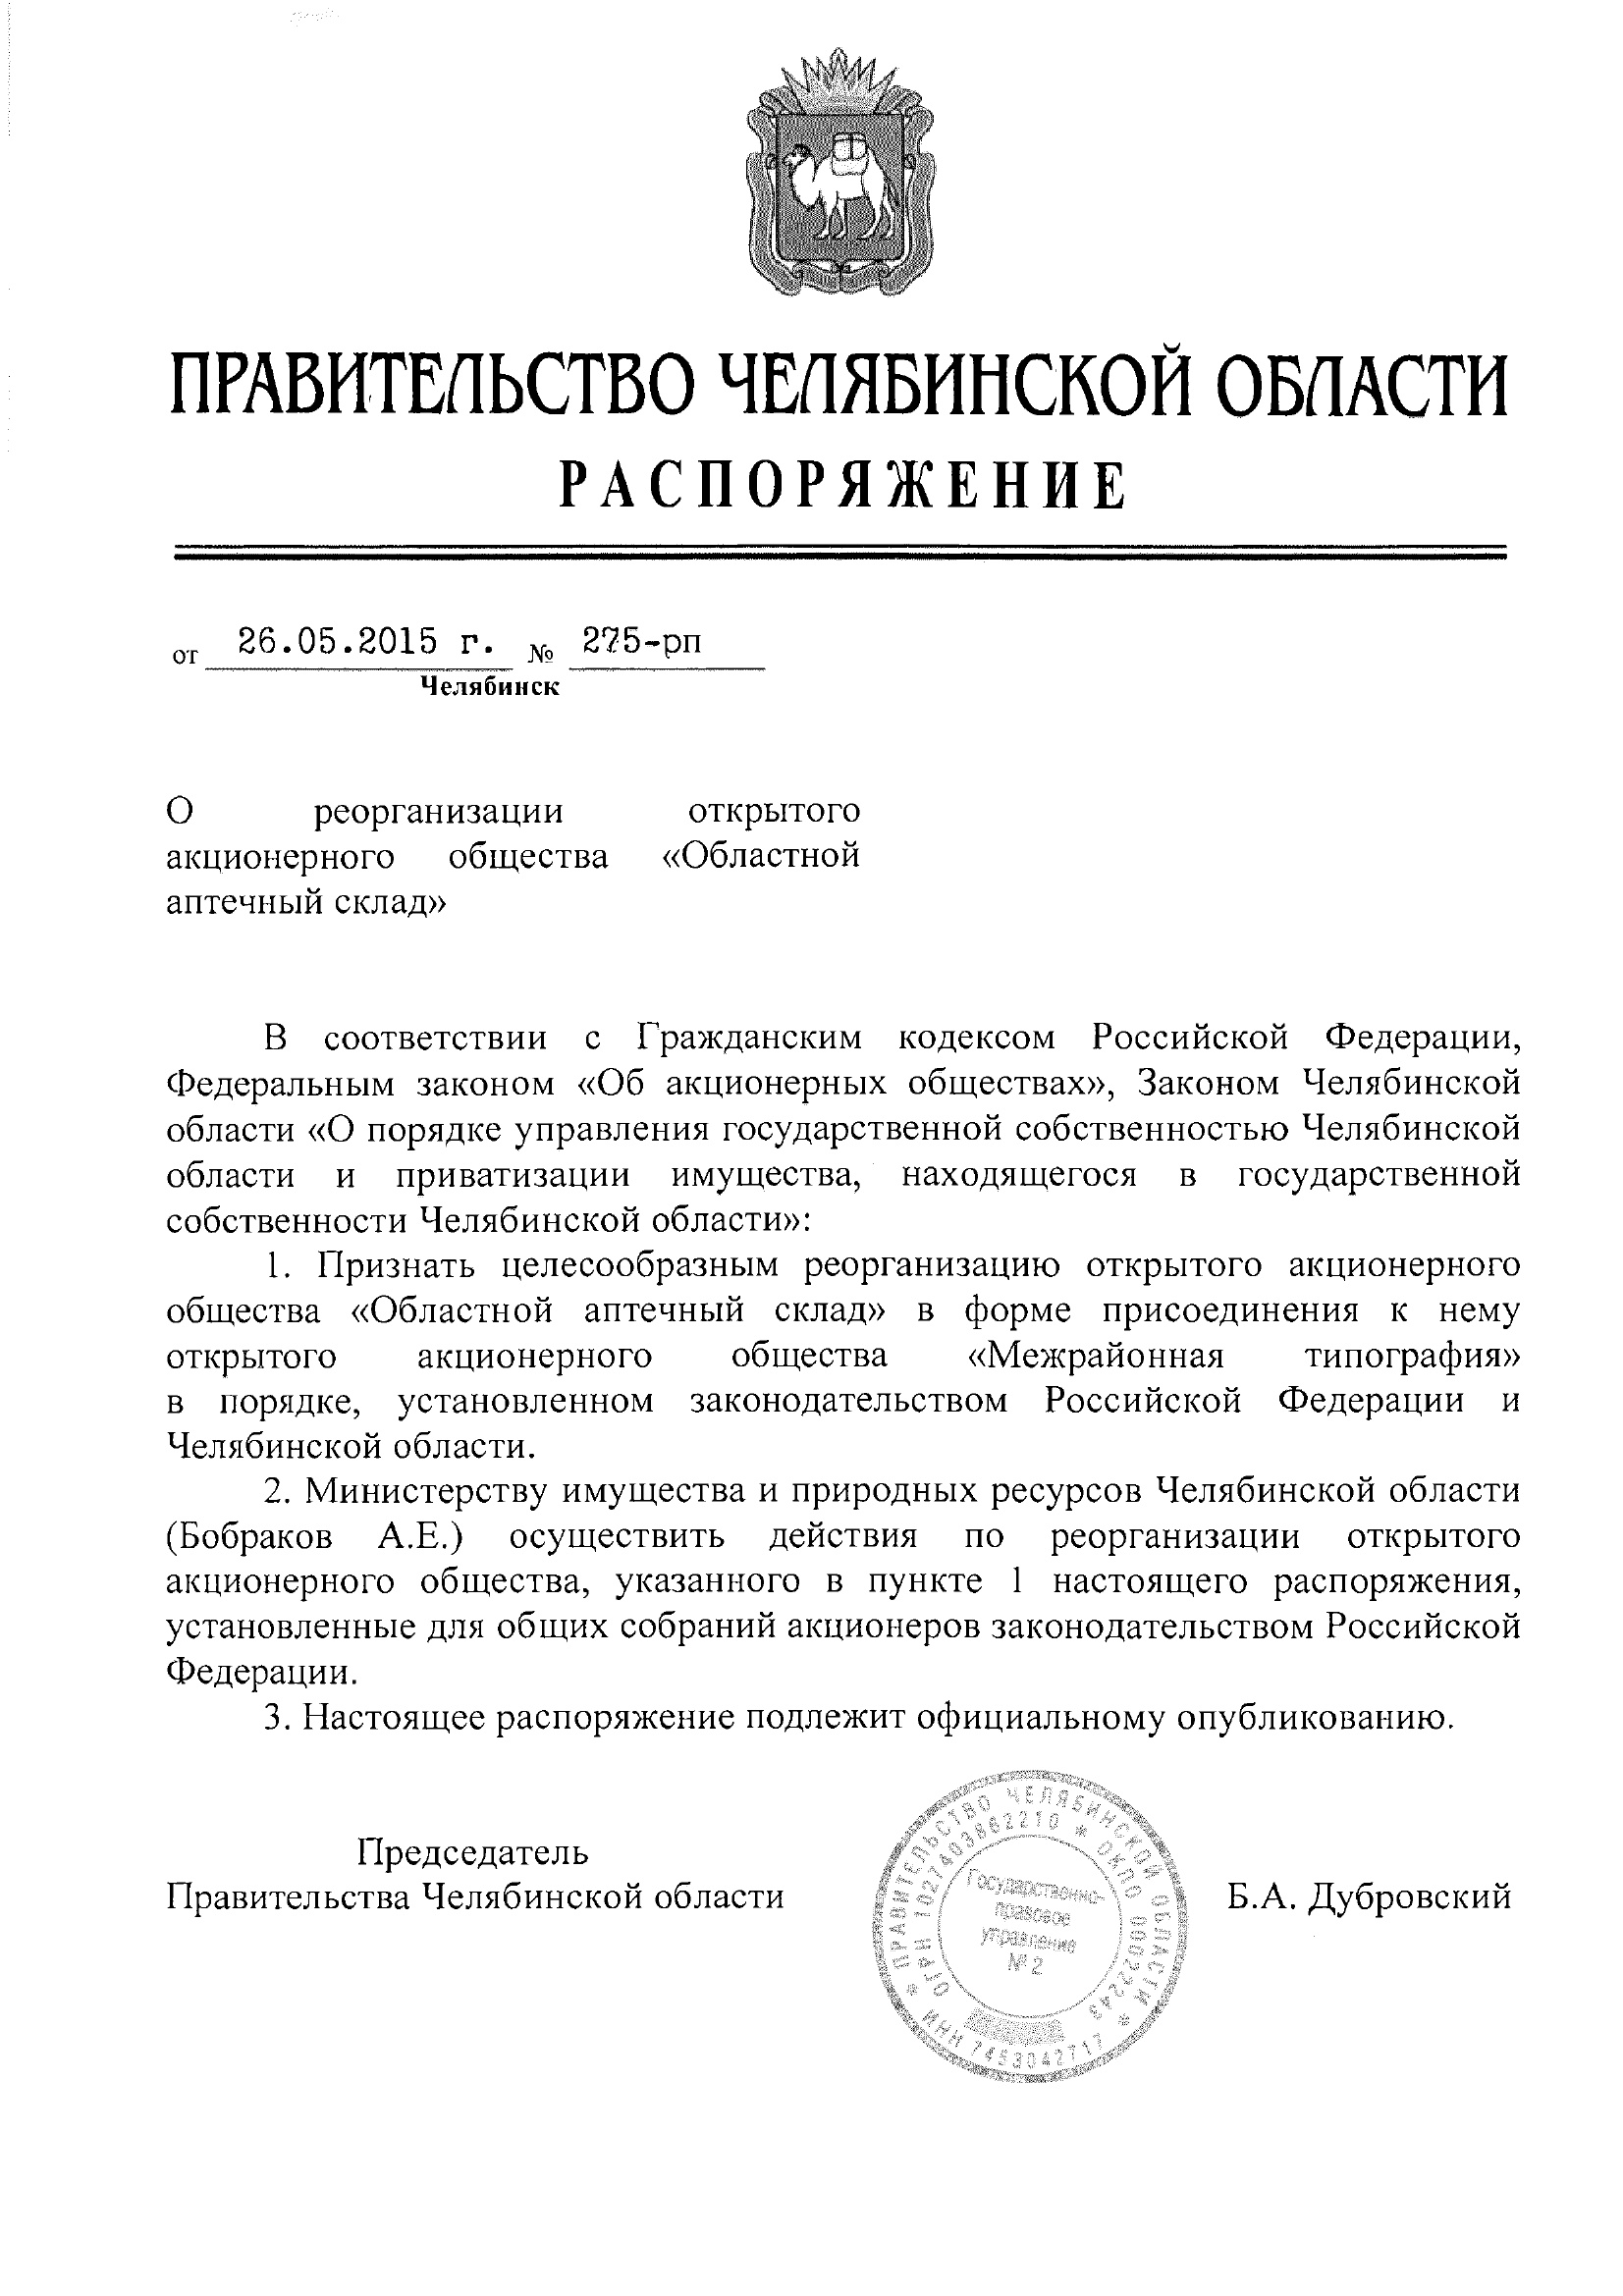 ПРАВИТЕЛЬСТВО ЧЕЛЯБИНСКОЙ ОБЛАСТИ
РАСПОРЯЖЕНИЕ
от 26.05.2015 г. № 275-рп
Челябинск
О реорганизации открытого
акционерного общества «Областной
аптечный склад»
В соответствии с Гражданским кодексом Российской Федерации,
Федеральным законом «Об акционерных обществах», Законом Челябинской
области «О порядке управления государственной собственностью Челябинской
области и приватизации имущества, находящегося в государственной
собственности Челябинской области»:
1. Признать целесообразным реорганизацию открытого акционерного
общества «Областной аптечный склад» в форме присоединения к нему
открытого акционерного общества «Межрайонная типография»
в порядке, установленном законодательством Российской Федерации и
Челябинской области.
2. Министерству имущества и природных ресурсов Челябинской области
(Бобраков А.Е.) осуществить действия по реорганизации открытого
акционерного общества, указанного в пункте 1 настоящего распоряжения,
установленные для общих собраний акционеров законодательством Российской
Федерации.
3. Настоящее распоряжение подлежит официальному опубликованию.
Председатель
Правительства Челябинской области
Б.А. Дубровский
* ПРАВИТЕЛЬСТВО ЧЕЛЯБИНСКОЙ ОБЛАСТИ *
ИНН 7453042717
ОГРН 1027403862210 * ОКПО 00022243
Государственно-
правовое
управление
№ 2